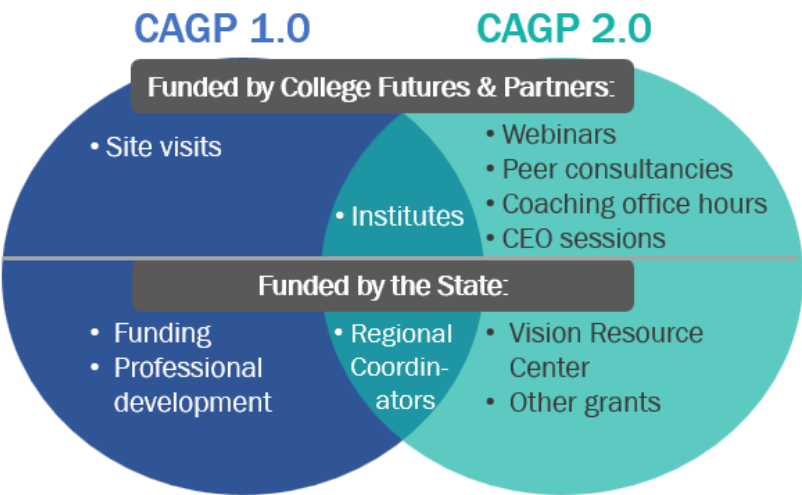 CAGP 1.0
CAGP 2.0
Funded by College Futures & Partners:
• Site visits
• Institutes
• Webinars
• Peer consultancies
• Coaching office hours
• CEO sessions
Funded by the State:
• Funding
• Professional
development
• Regional
Coordin-
ators
• Vision Resource
Center
• Other grants